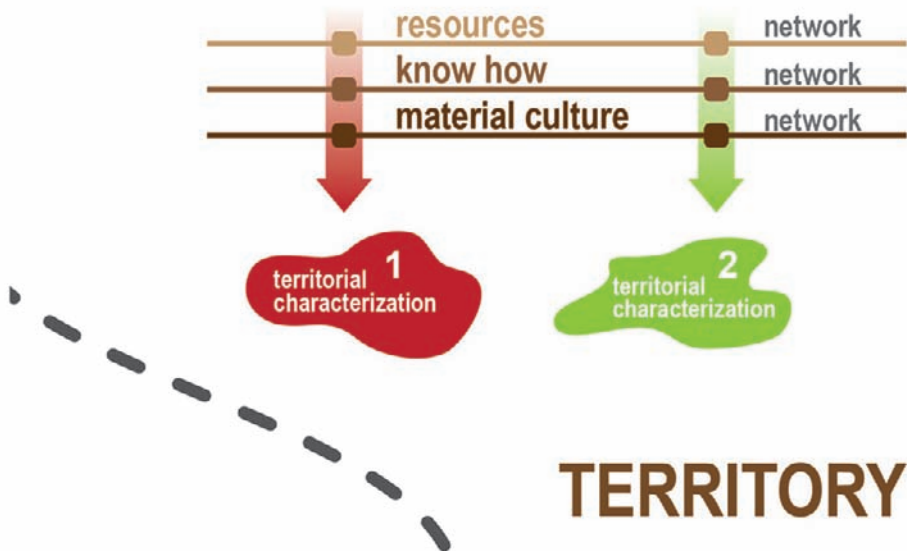 resources
network
know how
network
material culture
network
1
territorial
characterization
2
territorial
characterization
TERRITORY